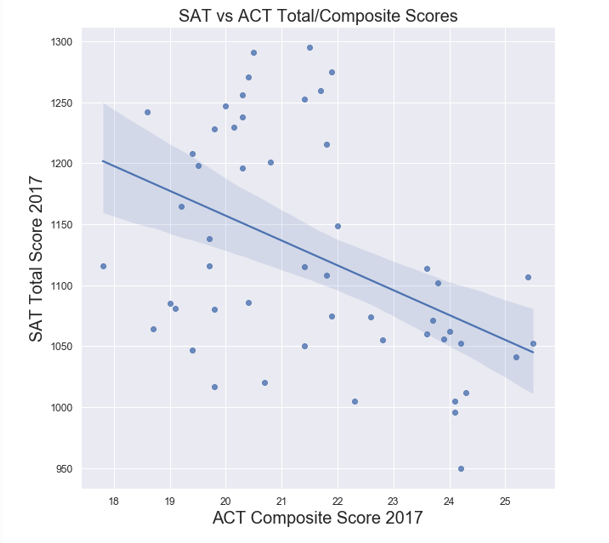 SAT vs ACT Total/Composite Scores
1300
1250
1200
1150
1100
1050
1000
950
SAT Total Score 2017
18 19 20 21 22 23 24 25
ACT Composite Score 2017